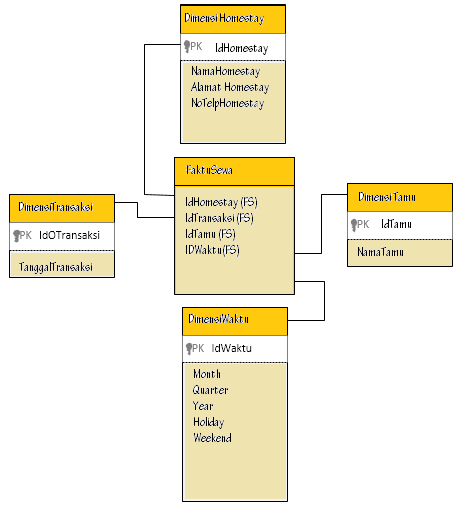 DimensiHomestay
PK IdHomestay
NamaHomestay
Alamat Homestay
NoTelpHomestay
FaktuSewa
IdHomestay (FS)
IdTransaksi (FS)
IdTamu (FS)
IDWaktu(FS)
DimensiTransaksi
PK IdOTransaksi
TanggalTransaksi
DimensiTamu
PK IdTamu
NamaTamu
DimensiWaktu
PK IdWaktu
Month
Quarter
Year
Holiday
Weekend